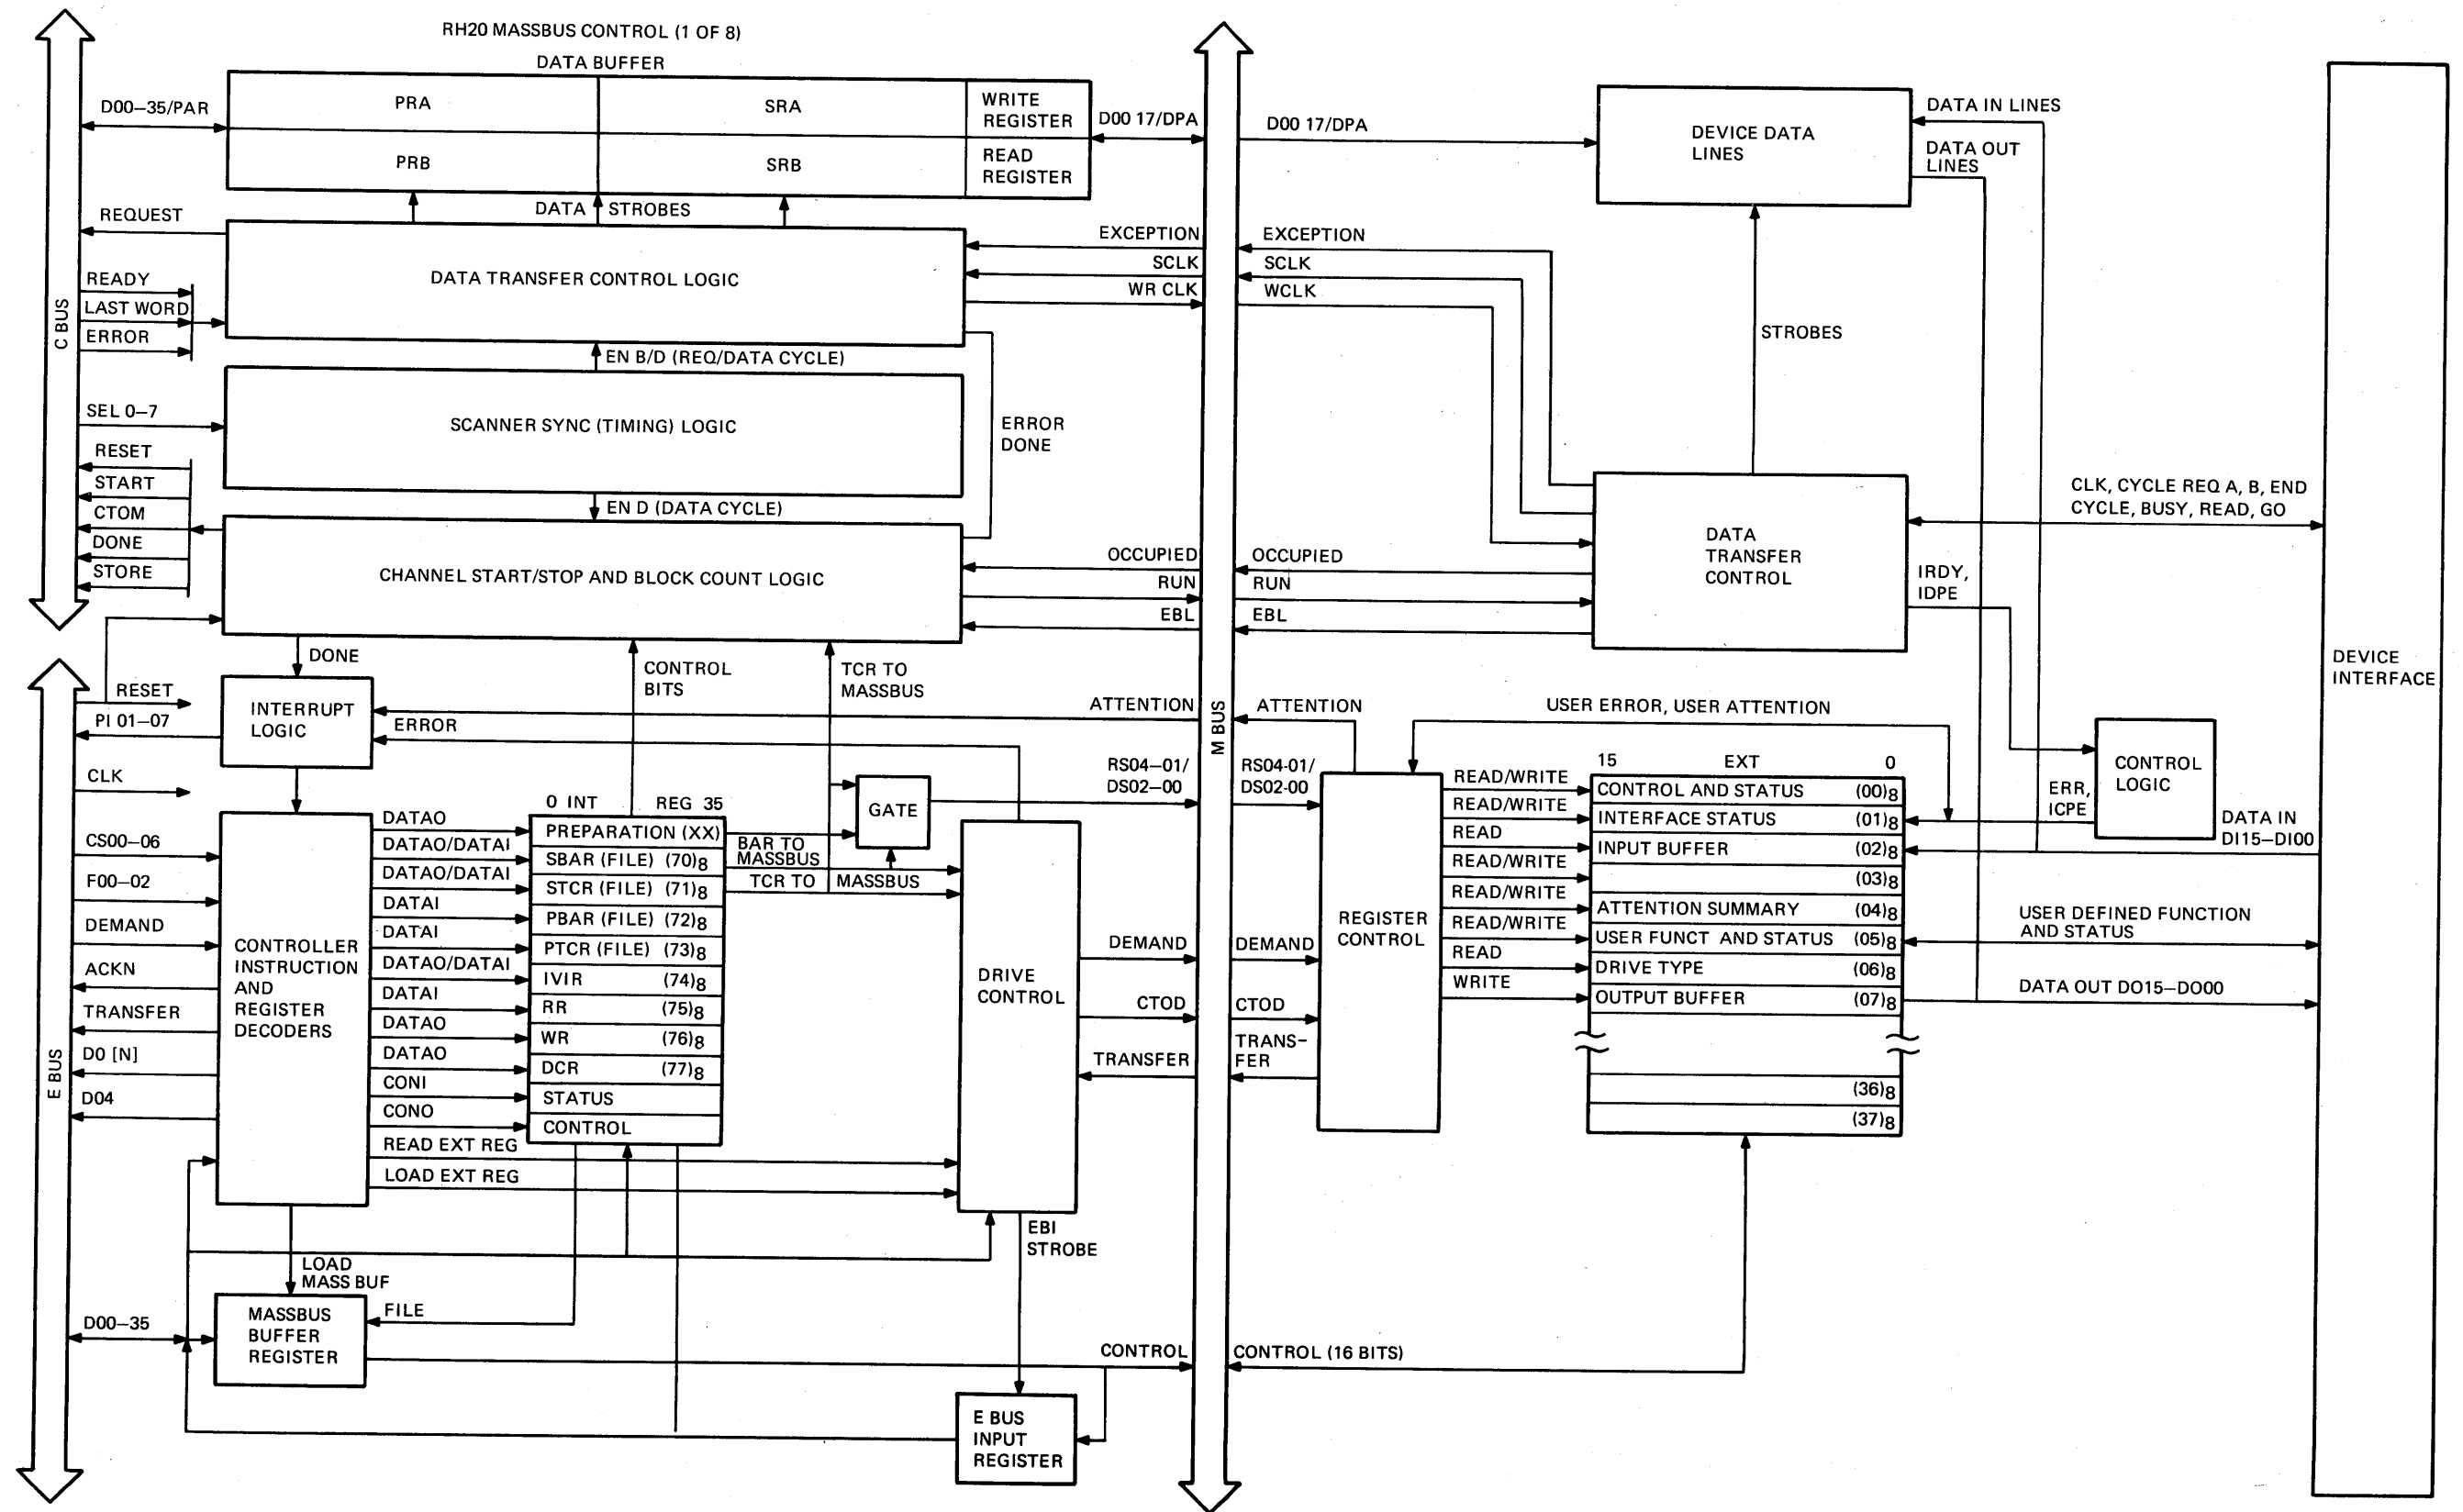 RH20 MASSBUS CONTROL (1 OF 8)
DATA BUFFER
PRA
SRA
WRITE
REGISTER
PRB
SRB
READ
REGISTER
D00–35/PAR
D00 17/DPA
D00 17/DPA
DEVICE DATA
LINES
DATA IN LINES
DATA OUT
LINES
REQUEST
DATA STROBES
READY
LAST WORD
ERROR
C BUS
DATA TRANSFER CONTROL LOGIC
EXCEPTION
SCLK
WR CLK
EXCEPTION
SCLK
WCLK
STROBES
EN B/D (REQ/DATA CYCLE)
SEL 0–7
SCANNER SYNC (TIMING) LOGIC
ERROR
DONE
RESET
START
CTOM
DONE
STORE
EN D (DATA CYCLE)
CHANNEL START/STOP AND BLOCK COUNT LOGIC
OCCUPIED
RUN
EBL
OCCUPIED
RUN
EBL
DATA
TRANSFER
CONTROL
CLK, CYCLE REQ A, B, END
CYCLE, BUSY, READ, GO
IRDY,
IDPE
DEVICE
INTERFACE
DONE
CONTROL
BITS
TCR TO
MASSBUS
RESET
PI 01–07
INTERRUPT
LOGIC
ERROR
ATTENTION
M BUS
ATTENTION
USER ERROR, USER ATTENTION
CONTROL
LOGIC
ERR,
ICPE
CLK
CS00–06
F00–02
DEMAND
ACKN
TRANSFER
D0 [N]
D04
E BUS
CONTROLLER
INSTRUCTION
AND
REGISTER
DECODERS
DATAO
DATAO/DATAI
DATAO/DATAI
DATAI
DATAI
DATAO/DATAI
DATAI
DATAO
DATAO
CONI
CONO
READ EXT REG
LOAD EXT REG
0 INT REG 35
PREPARATION (XX)
SBAR (FILE) (70)8
STCR (FILE) (71)8
PBAR (FILE) (72)8
PTCR (FILE) (73)8
IVIR (74)8
RR (75)8
WR (76)8
DCR (77)8
STATUS
CONTROL
GATE
BAR TO
MASSBUS
TCR TO MASSBUS
RS04–01/
DS02–00
RS04-01/
DS02-00
DRIVE
CONTROL
DEMAND
CTOD
TRANSFER
DEMAND
CTOD
TRANS–
FER
REGISTER
CONTROL
READ/WRITE
READ/WRITE
READ
READ/WRITE
READ/WRITE
READ/WRITE
READ
WRITE
15 EXT 0
CONTROL AND STATUS (00)8
INTERFACE STATUS (01)8
INPUT BUFFER (02)8
(03)8
ATTENTION SUMMARY (04)8
USER FUNCT AND STATUS (05)8
DRIVE TYPE (06)8
OUTPUT BUFFER (07)8
(36)8
(37)8
DATA IN
DI15–DI00
USER DEFINED FUNCTION
AND STATUS
DATA OUT DO15–DO00
EBI
STROBE
LOAD
MASS BUF
FILE
D00–35
MASSBUS
BUFFER
REGISTER
CONTROL
CONTROL (16 BITS)
E BUS
INPUT
REGISTER